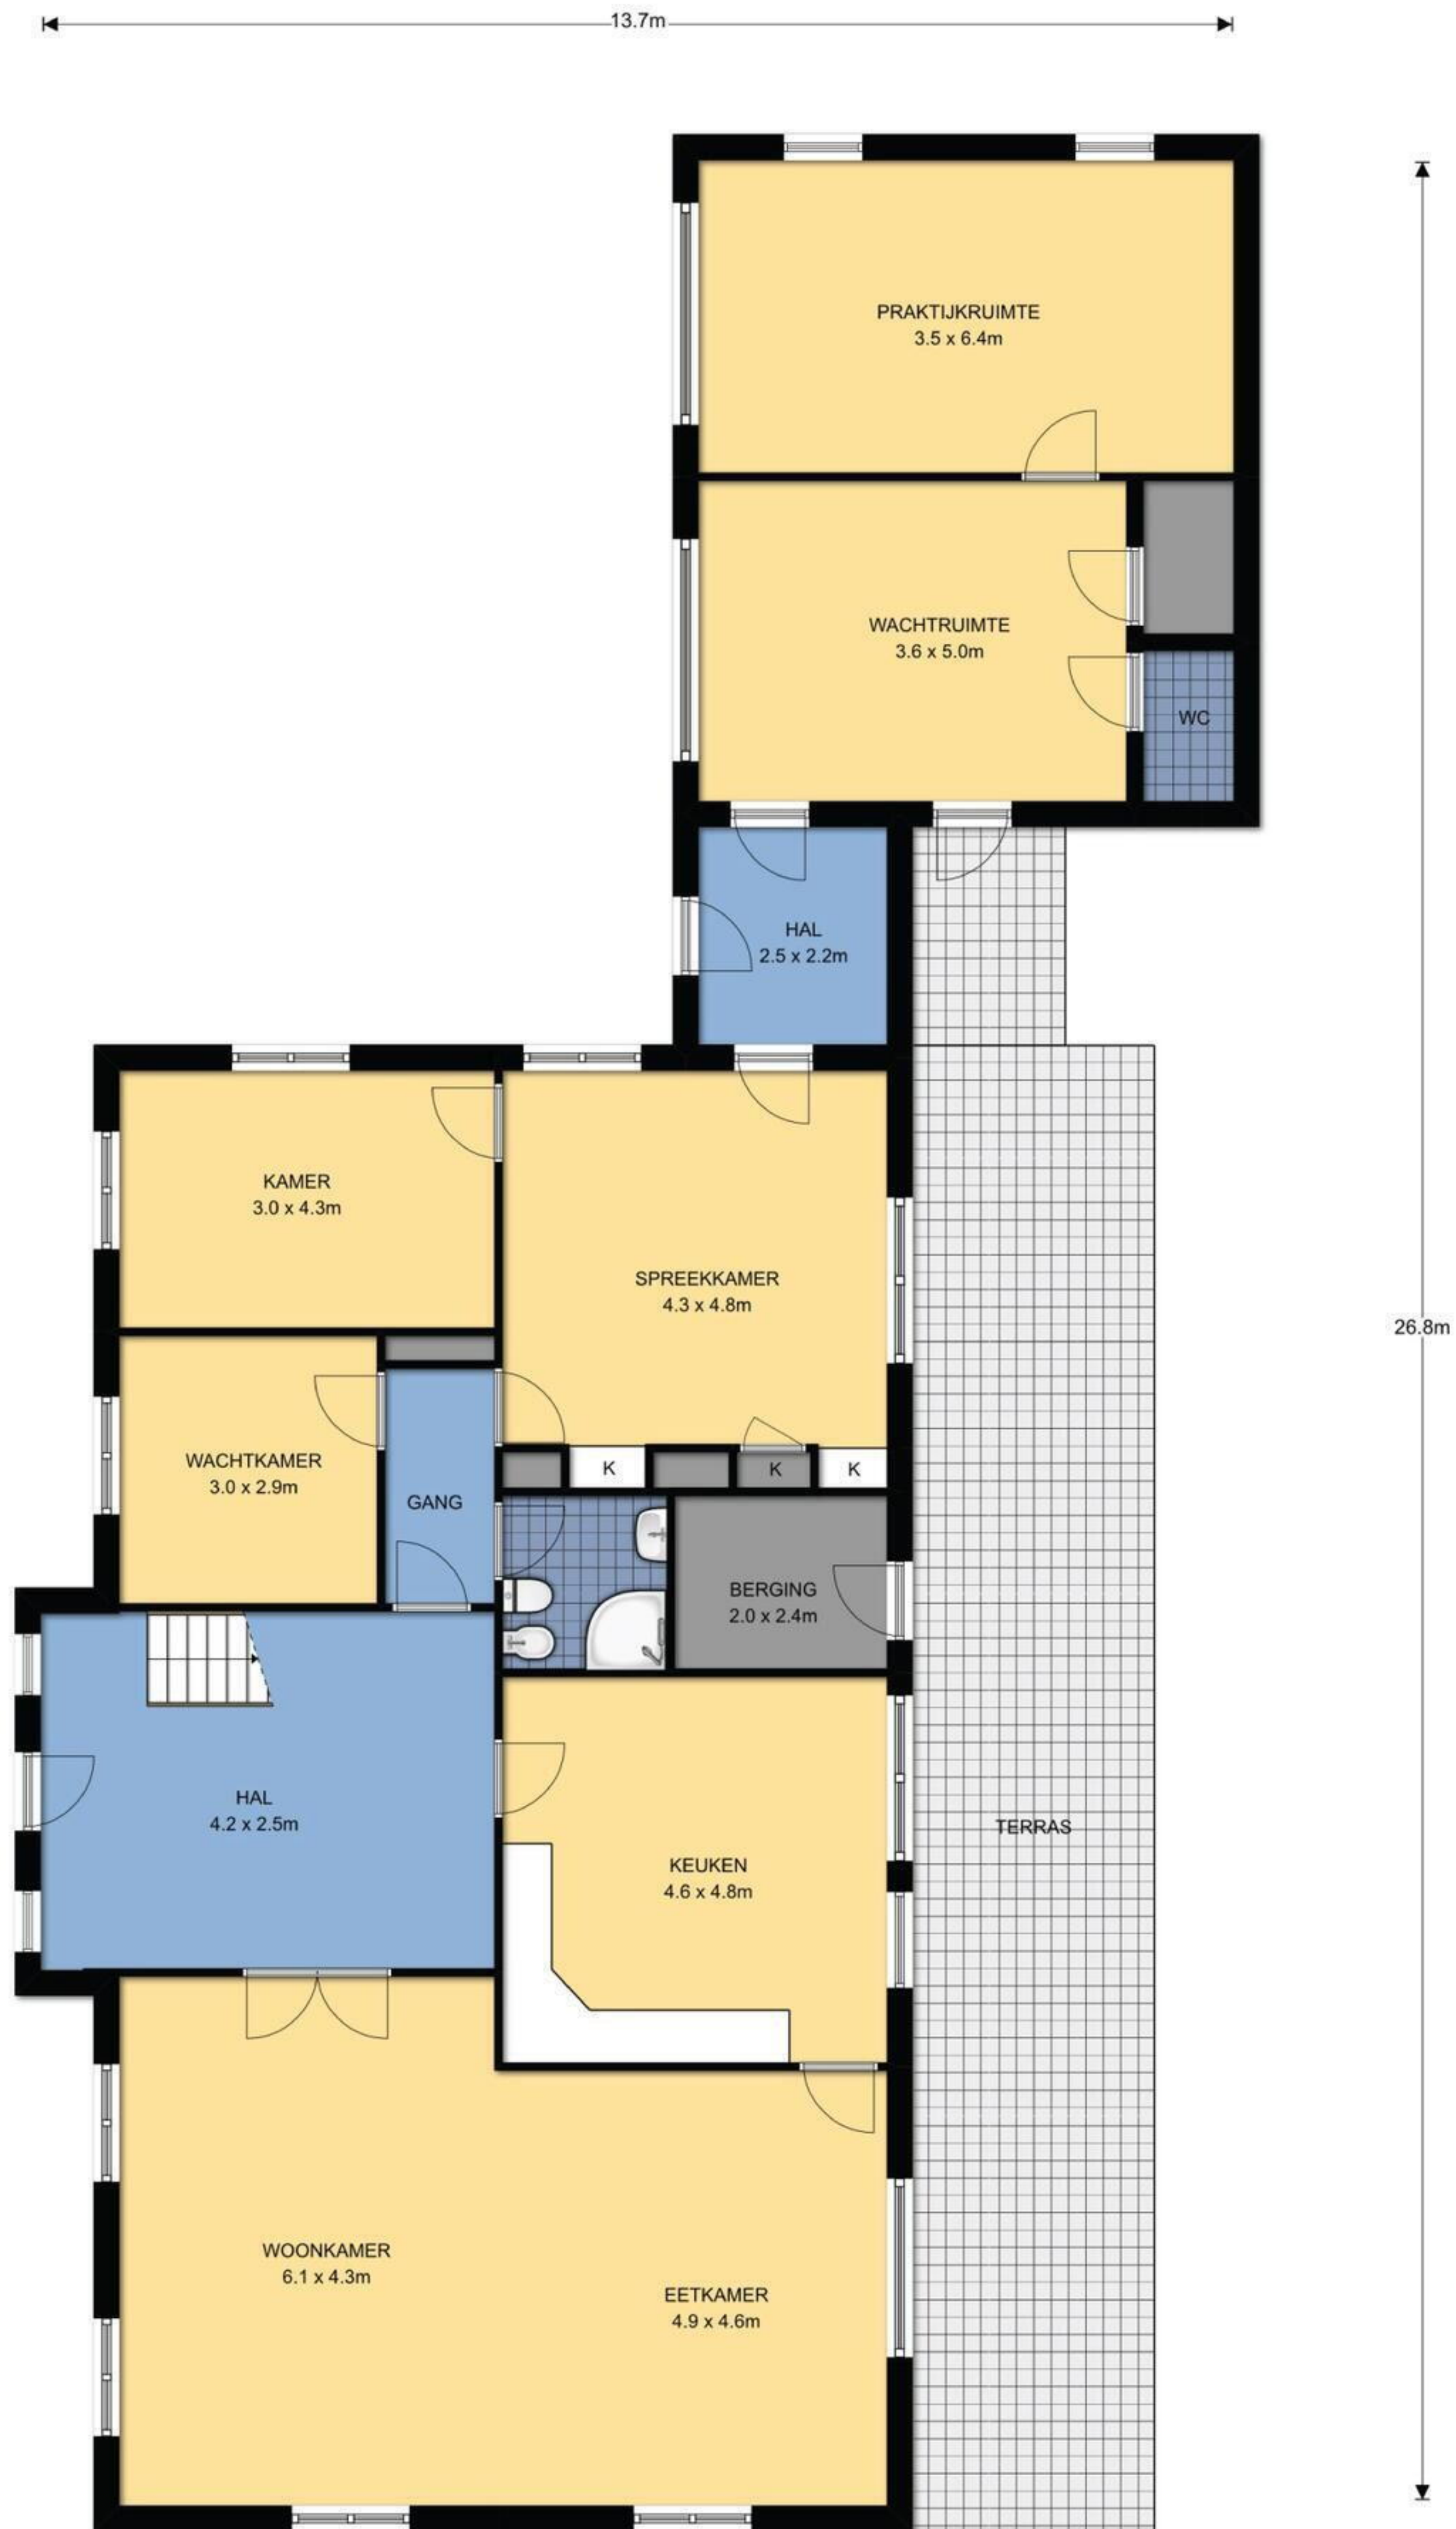 13.7m
PRAKTIJKRUIMTE
3.5 x 6.4m
WACHTRUIMTE
3.6 x 5.0m
WC
HAL
2.5 x 2.2m
KAMER
3.0 x 4.3m
SPREEKKAMER
4.3 x 4.8m
26.8m
WACHTKAMER
3.0 x 2.9m
GANG
K
K
K
BERGING
2.0 x 2.4m
HAL
4.2 x 2.5m
TERRAS
KEUKEN
4.6 x 4.8m
WOONKAMER
6.1 x 4.3m
EETKAMER
4.9 x 4.6m